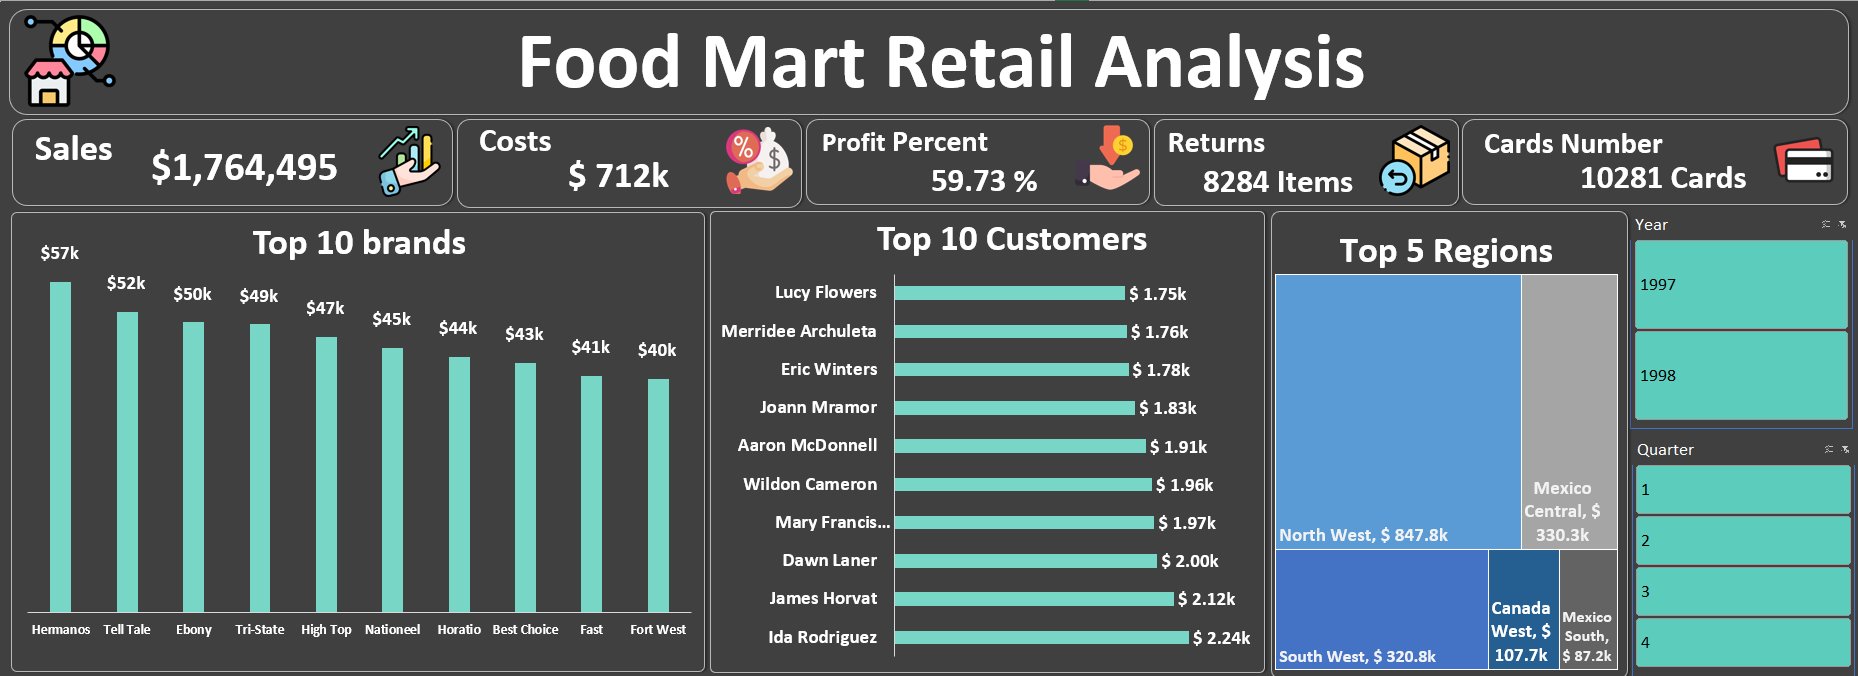 Food Mart Retail Analysis
Sales
$1,764,495
Costs
$ 712k
%
$
Profit Percent
59.73 %
$
Returns
8284 Items
Cards Number
10281 Cards
Top 10 brands
$57k
$52k
$50k
$49k
$47k
$45k
$44k
$43k
$41k
$40k
Hermanos
Tell Tale
Ebony
Tri-State
High Top
Nationeel
Horatio
Best Choice
Fast
Fort West
Top 10 Customers
Lucy Flowers $ 1.75k
Merridee Archuleta $ 1.76k
Eric Winters $ 1.78k
Joann Mramor $ 1.83k
Aaron McDonnell $ 1.91k
Wildon Cameron $ 1.96k
Mary Francis... $ 1.97k
Dawn Laner $ 2.00k
James Horvat $ 2.12k
Ida Rodriguez $ 2.24k
Top 5 Regions
North West, $ 847.8k
Mexico
Central, $
330.3k
South West, $ 320.8k
Canada
West, $
107.7k
Mexico
South,
$ 87.2k
Year
1997
1998
Quarter
1
2
3
4